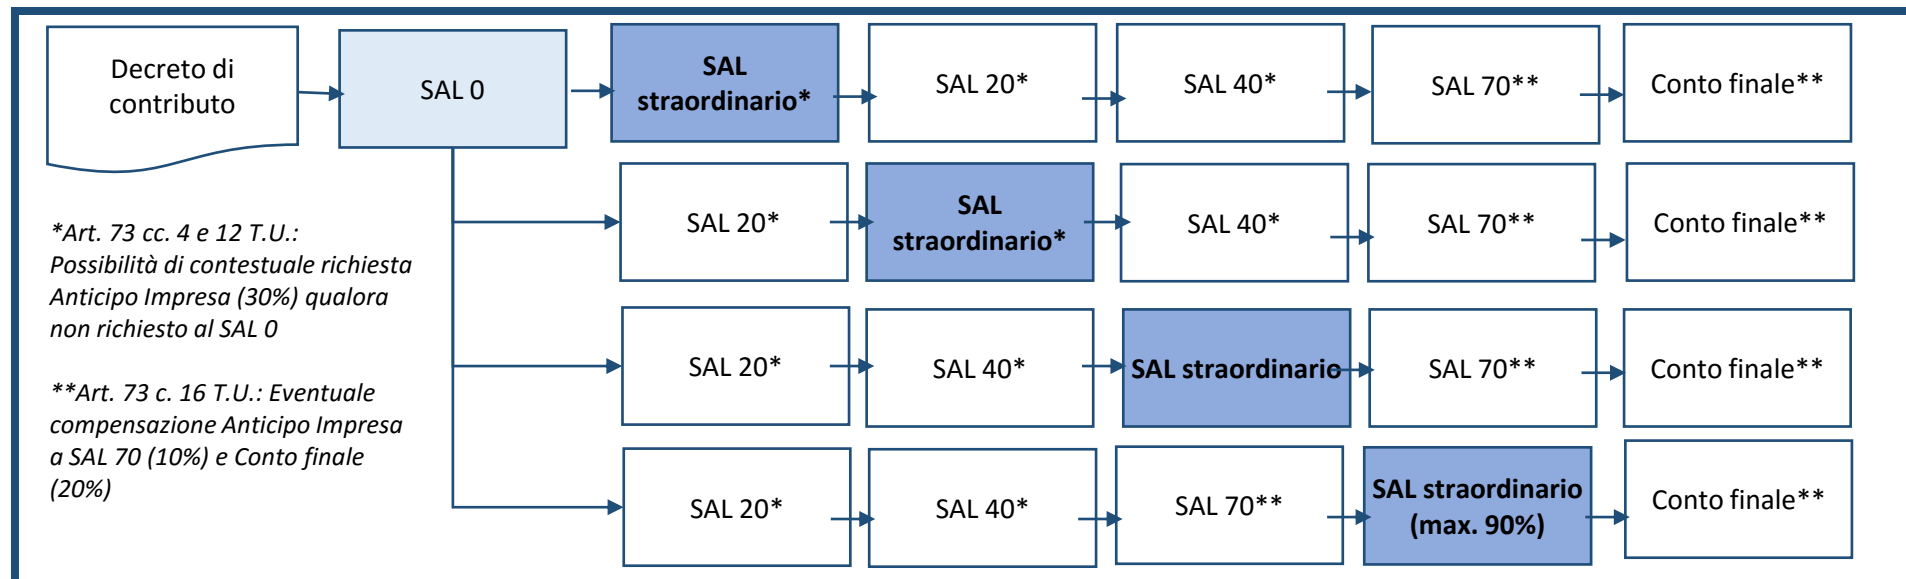 Decreto di
contributo
SAL 0
SAL
straordinario*
SAL 20*
SAL 40*
SAL 70**
Conto finale**
SAL 20*
SAL
straordinario*
SAL 40*
SAL 70**
Conto finale**
*Art. 73 cc. 4 e 12 T.U.:
Possibilità di contestuale richiesta
Anticipo Impresa (30%) qualora
non richiesto al SAL 0
SAL 20*
SAL 40*
SAL straordinario
SAL 70**
Conto finale**
**Art. 73 c. 16 T.U.: Eventuale
compensazione Anticipo Impresa
a SAL 70 (10%) e Conto finale
(20%)
SAL 20*
SAL 40*
SAL 70**
SAL straordinario
(max. 90%)
Conto finale**